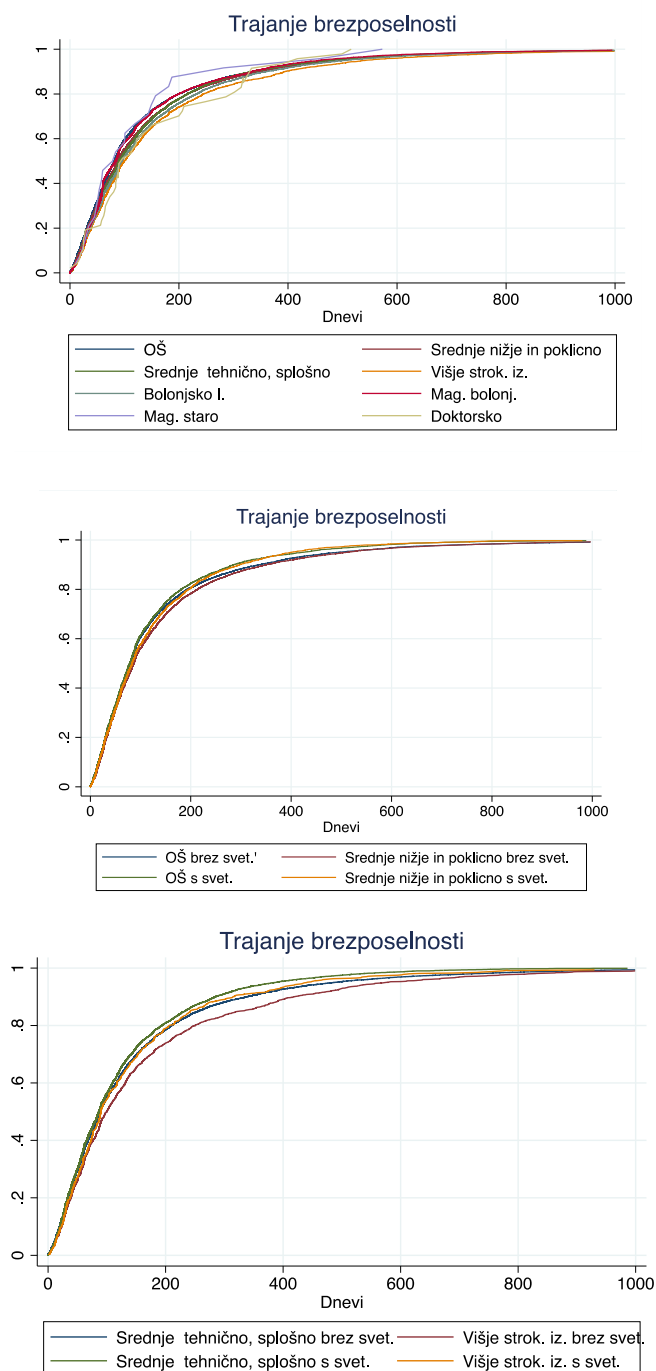 Trajanje brezposelnosti
1
.8
.6
.4
.2
0
0 200 400 600 800 1000
Dnevi
OŠ Srednje nižje in poklicno
Srednje tehnično, splošno Višje strok. iz.
Bolonjsko I. Mag. bolonj.
Mag. staro Doktorsko
Trajanje brezposelnosti
1
.8
.6
.4
.2
0
0 200 400 600 800 1000
Dnevi
OŠ brez svet.' Srednje nižje in poklicno brez svet.
OŠ s svet. Srednje nižje in poklicno s svet.
Trajanje brezposelnosti
1
.8
.6
.4
.2
0
0 200 400 600 800 1000
Dnevi
Srednje tehnično, splošno brez svet. Višje strok. iz. brez svet.
Srednje tehnično, splošno s svet. Višje strok. iz. s svet.